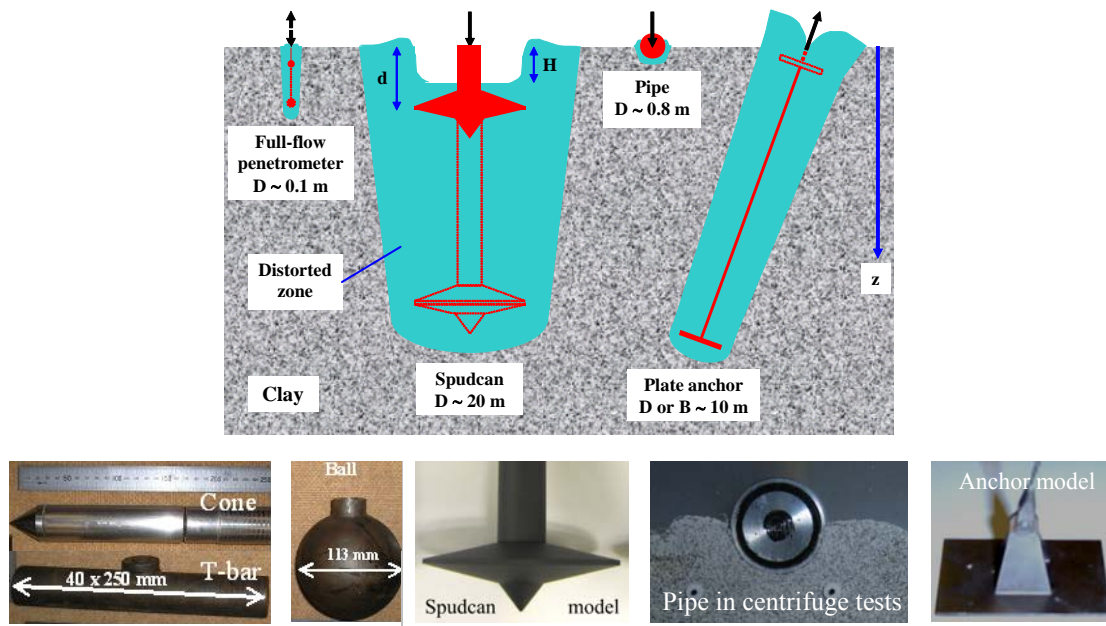 d
H
Pipe
D ~ 0.8 m
Full-flow
penetrometer
D ~ 0.1 m
Distorted
zone
z
Clay
Spudcan
D ~ 20 m
Plate anchor
D or B ~ 10 m
Cone
T-bar
40 x 250 mm
Ball
113 mm
Spudcan model
Pipe in centrifuge tests
Anchor model